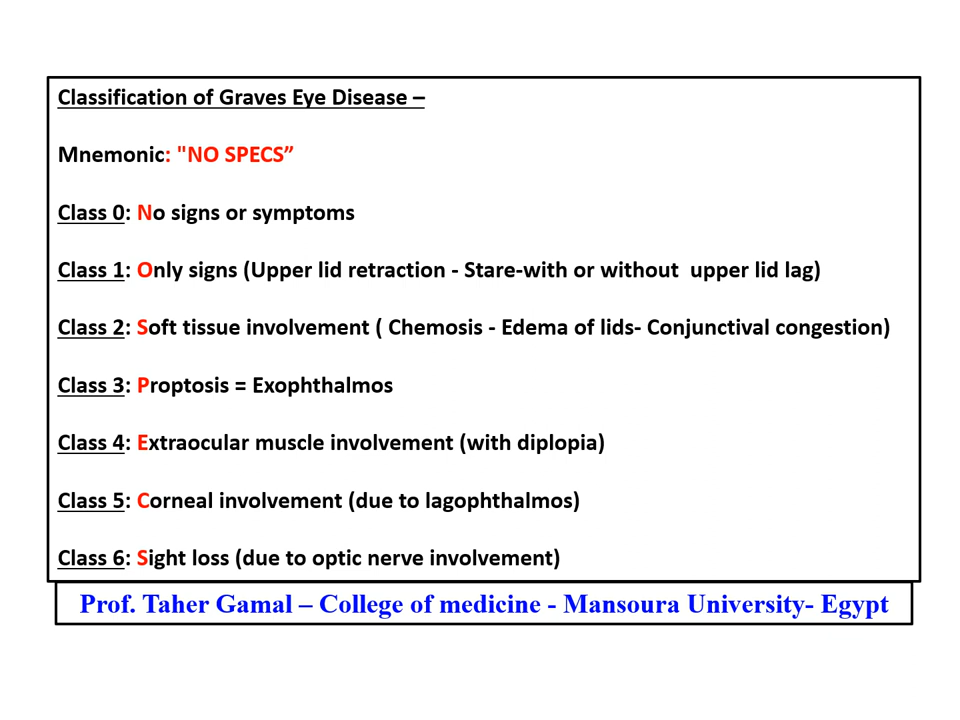 Classification of Graves Eye Disease –
Mnemonic: "NO SPECS”
Class 0: No signs or symptoms
Class 1: Only signs (Upper lid retraction - Stare-with or without  upper lid lag)
Class 2: Soft tissue involvement ( Chemosis - Edema of lids- Conjunctival congestion)
Class 3: Proptosis = Exophthalmos
Class 4: Extraocular muscle involvement (with diplopia)
Class 5: Corneal involvement (due to lagophthalmos)
Class 6: Sight loss (due to optic nerve involvement)
Prof. Taher Gamal – College of medicine - Mansoura University- Egypt